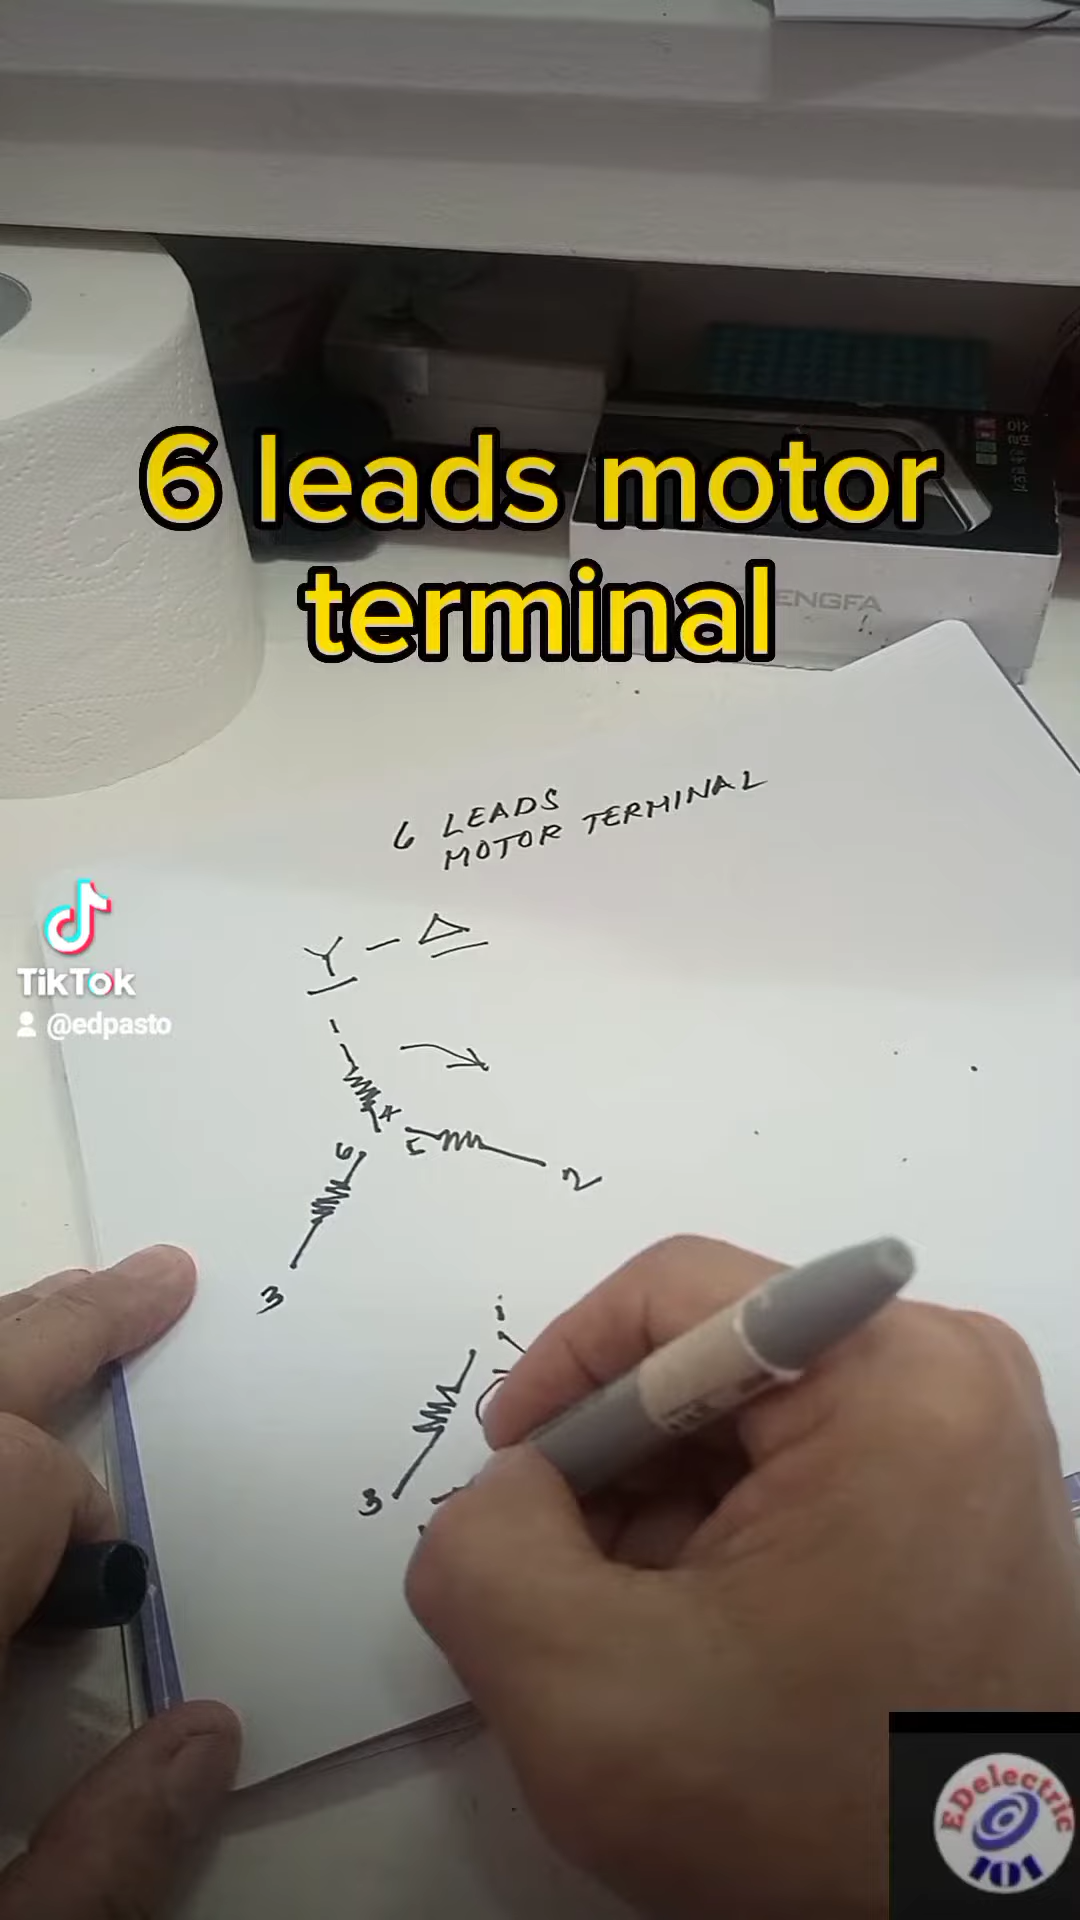 6 leads motor
terminal
ENGFA
6 LEADS
MOTOR TERMINAL
Y - Δ
1
4
6
5
2
3
1
3
TikTok
@edpasto
EDelectric
101